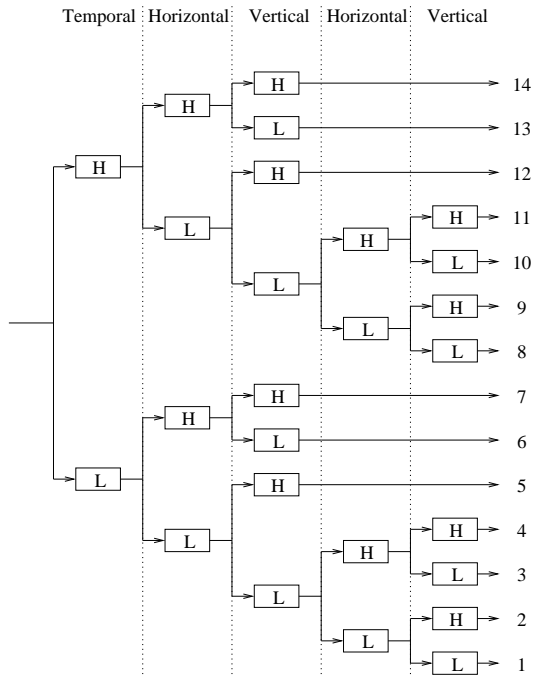 Temporal Horizontal Vertical Horizontal Vertical
H 14
H
L 13
H
H 12
H 11
H
L
L 10
L
H 9
L
L 8
H 7
H
L 6
L
H 5
H 4
L
H
L 3
L
H 2
L
L 1